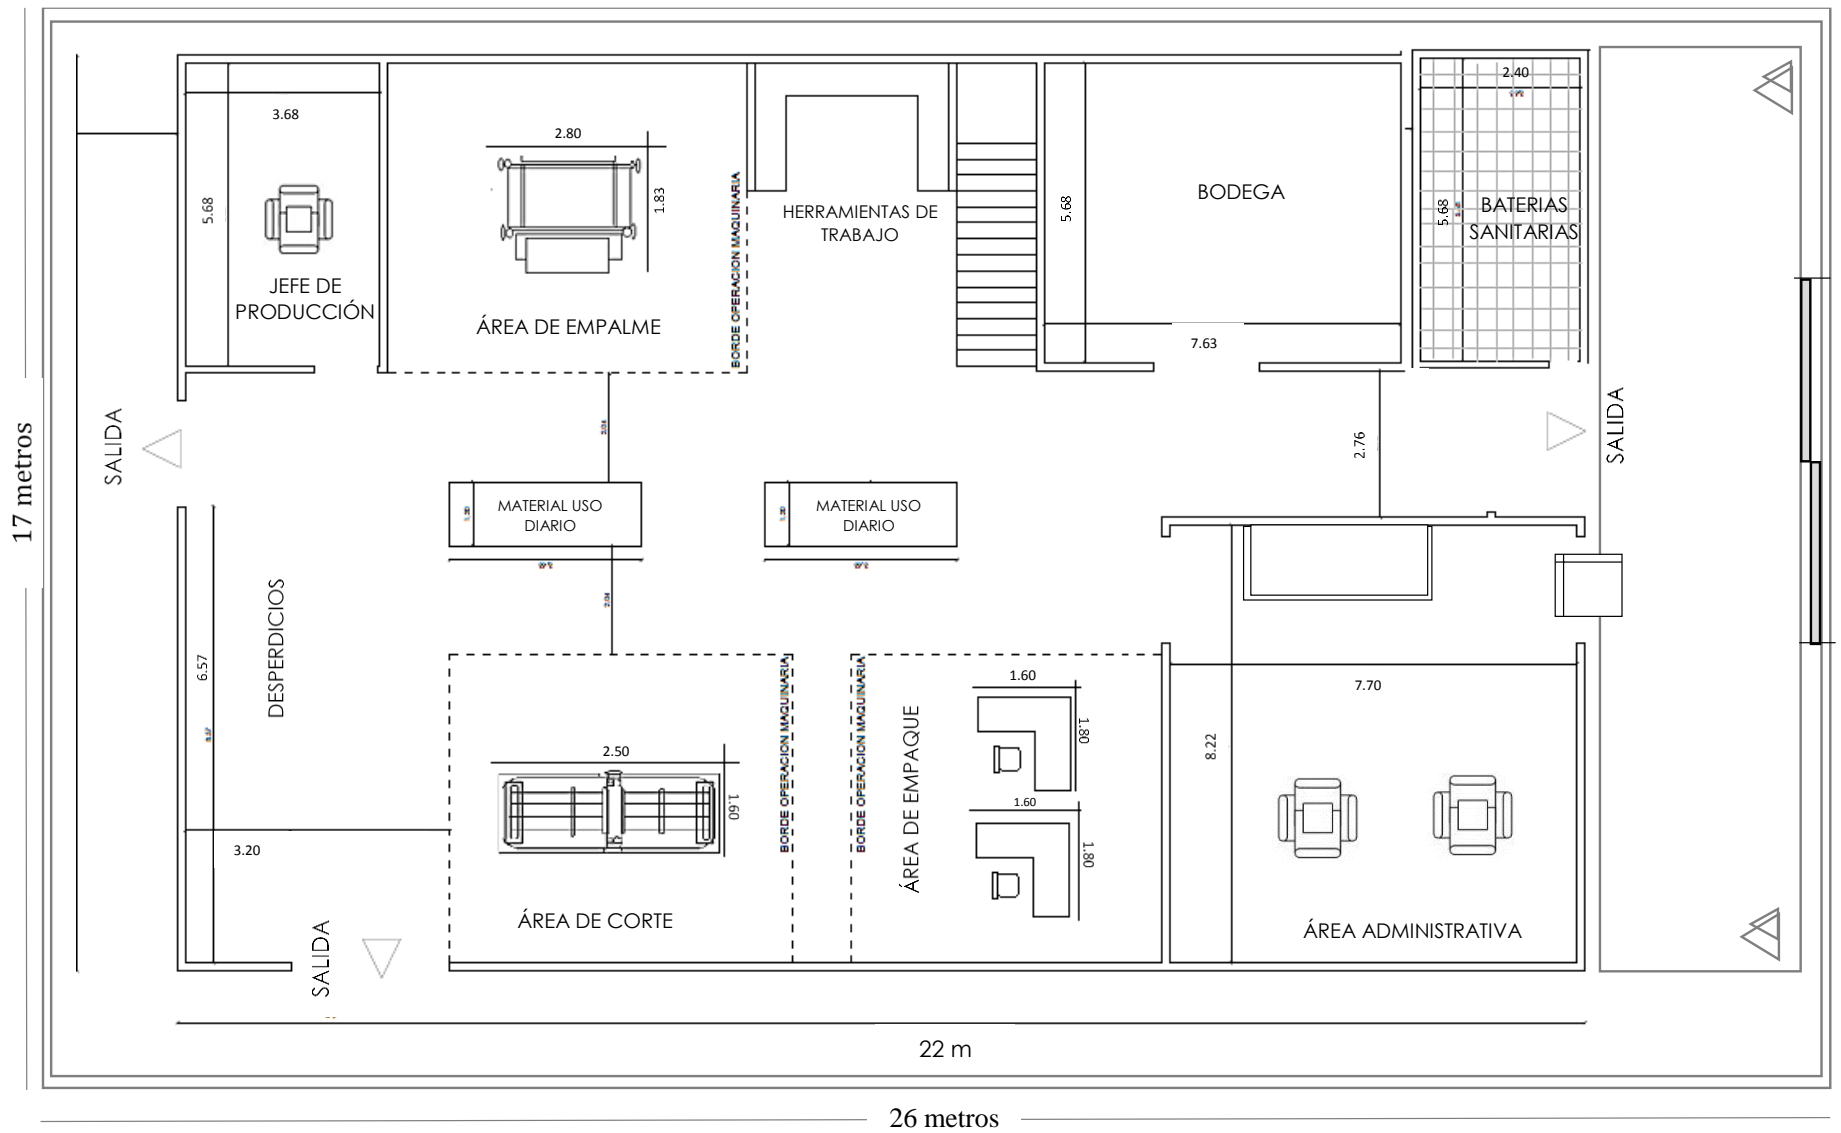 2.40
3.68
2.80
5.68
1.83
BORDE OPERACION MAQUINARIA
HERRAMIENTAS DE
TRABAJO
5.68
BODEGA
5.68
BATERIAS
SANITARIAS
JEFE DE
PRODUCCIÓN
ÁREA DE EMPALME
7.63
SALIDA
2.76
SALIDA
17 metros
MATERIAL USO
DIARIO
MATERIAL USO
DIARIO
DESPERDICIOS
6.57
BORDE OPERACION MAQUINARIA
BORDE OPERACION MAQUINARIA
1.60
1.80
7.70
ÁREA DE EMPAQUE
8.22
2.50
1.60
1.60
1.80
3.20
ÁREA DE CORTE
ÁREA ADMINISTRATIVA
SALIDA
22 m
26 metros